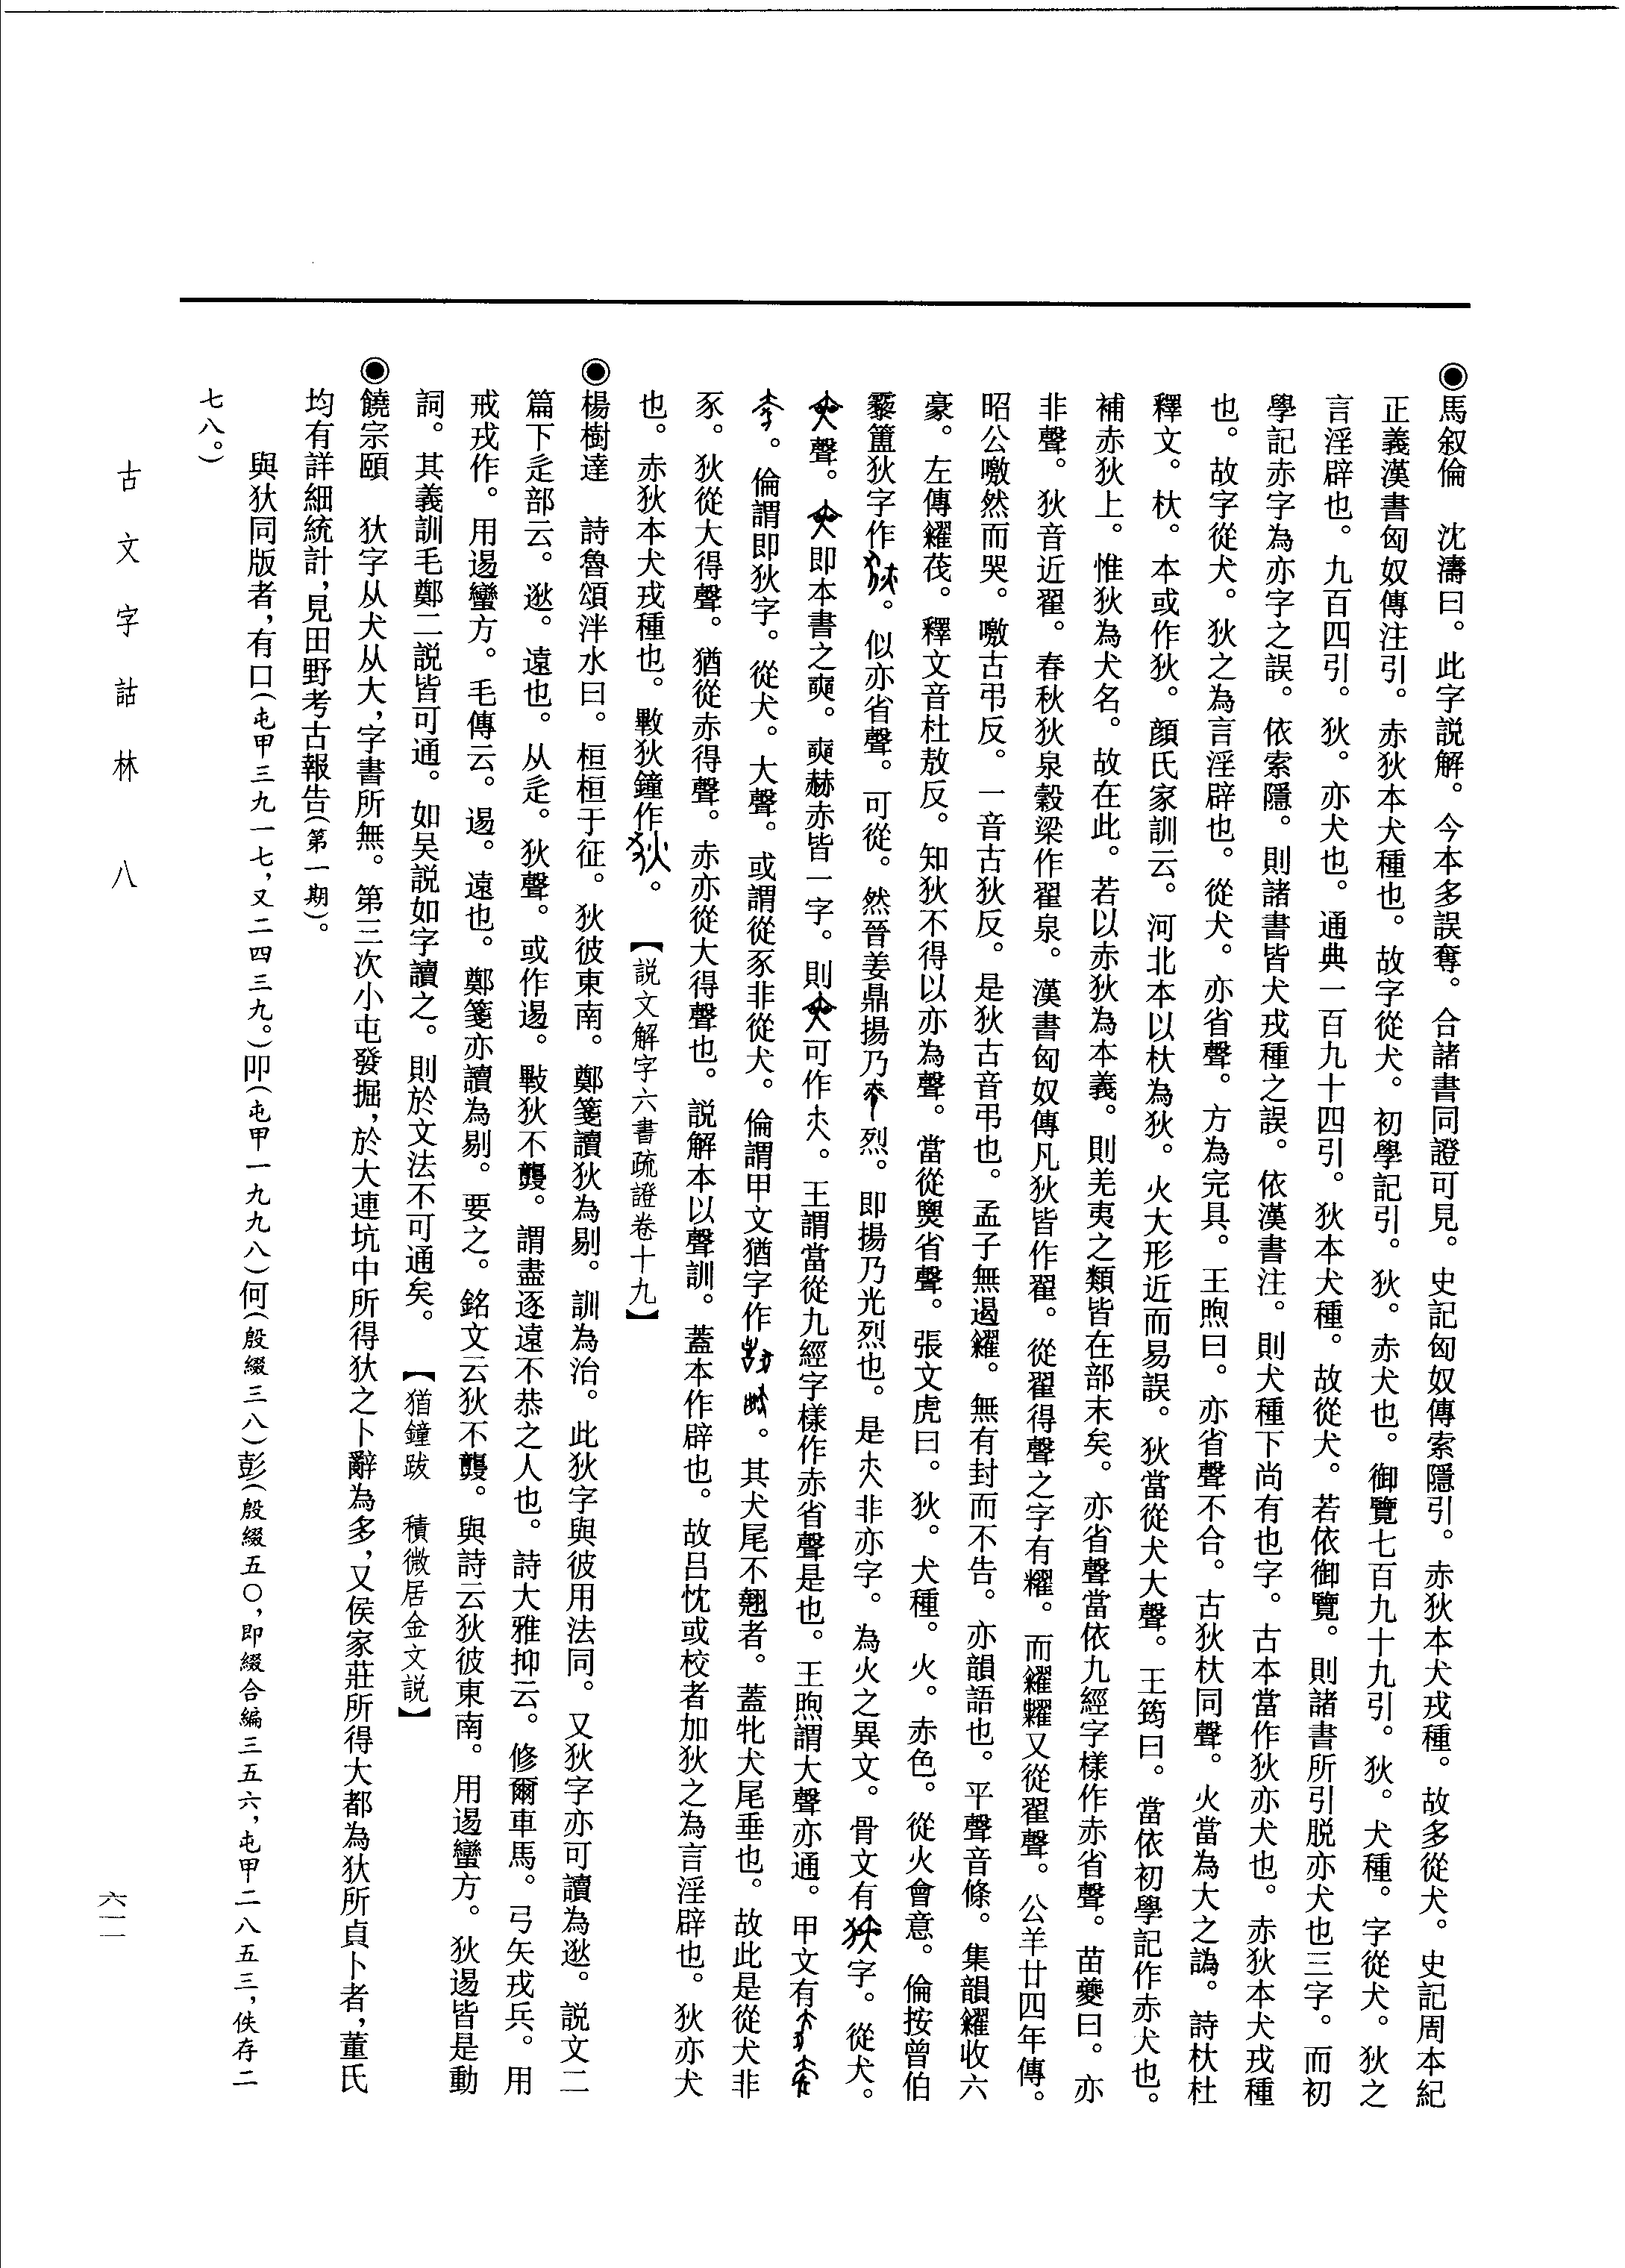 ◉馬叙倫　沈濤曰。此字説解。今本多誤奪。合諸書同證可見。史記匈奴傳索隱引。赤狄本犬戎種。故多從犬。史記周本紀
正義漢書匈奴傳注引。赤狄本犬種也。故字從犬。初學記引。狄。赤犬也。御覽七百九十九引。狄。犬種。字從犬。狄之
言淫辟也。九百四引。狄。亦犬也。通典一百九十四引。狄本犬種。故從犬。若依御覽。則諸書所引脱亦犬也三字。而初
學記赤字為亦字之誤。依索隱。則諸書皆犬戎種之誤。依漢書注。則犬種下尚有也字。古本當作狄亦犬也。赤狄本犬戎種
也。故字從犬。狄之為言淫辟也。從犬。亦省聲。方為完具。王煦曰。亦省聲不合。古狄杕同聲。火當為大之譌。詩杕杜
釋文。杕。本或作狄。顔氏家訓云。河北本以杕為狄。火大形近而易誤。狄當從犬大聲。王筠曰。當依初學記作赤犬也。
補赤狄上。惟狄為犬名。故在此。若以赤狄為本義。則羌夷之類皆在部末矣。亦省聲當依九經字樣作赤省聲。苗夔曰。亦
非聲。狄音近翟。春秋狄泉穀梁作翟泉。漢書匈奴傳凡狄皆作翟。從翟得聲之字有糴。而糴糶又從翟聲。公羊廿四年傳。
昭公噭然而哭。噭古弔反。一音古狄反。是狄古音弔也。孟子無遏糴。無有封而不告。亦韻語也。平聲音條。集韻糴收六
豪。左傳糴茷。釋文音杜敖反。知狄不得以亦為聲。當從爂省聲。張文虎曰。狄。犬種。火。赤色。從火會意。倫按曾伯
簠狄字作。似亦省聲。可從。然晉姜鼎揚乃烈。即揚乃光烈也。是非亦字。為火之異文。骨文有字。從犬。
聲。即本書之奭。奭赫赤皆一字。則可作。王謂當從九經字樣作赤省聲是也。王煦謂大聲亦通。甲文有
。倫謂即狄字。從犬。大聲。或謂從豕非從犬。倫謂甲文猶字作。其犬尾不翹者。蓋牝犬尾垂也。故此是從犬非
豕。狄從大得聲。猶從赤得聲。赤亦從大得聲也。説解本以聲訓。蓋本作辟也。故吕忱或校者加狄之為言淫辟也。狄亦犬
也。赤狄本犬戎種也。斁狄鐘作。【説文解字六書疏證卷十九】
◉楊樹達　詩魯頌泮水曰。桓桓于征。狄彼東南。鄭箋讀狄為剔。訓為治。此狄字與彼用法同。又狄字亦可讀為逖。説文二
篇下辵部云。逖。遠也。从辵。狄聲。或作逷。斁狄不龔。謂盡逐遠不恭之人也。詩大雅抑云。修爾車馬。弓矢戎兵。用
戒戎作。用逷蠻方。毛傳云。逷。遠也。鄭箋亦讀為剔。要之。銘文云狄不龔。與詩云狄彼東南。用逷蠻方。狄逷皆是動
詞。其義訓毛鄭二説皆可通。如吴説如字讀之。則於文法不可通矣。【猶鐘跋　積微居金文説】
◉饒宗頤　㹤字从犬从大，字書所無。第三次小屯發掘，於大連坑中所得㹤之卜辭為多，又侯家莊所得大都為㹤所貞卜者，董氏
均有詳細統計，見田野考古報告（第一期）。
與㹤同版者，有口（屯甲三九一七，又二四三九。）卬（屯甲一九九八）何（殷綴三八）彭（殷綴五〇，即綴合編三五六，屯甲二八五三，佚存二
七八。）
古文字詁林　八
六一一